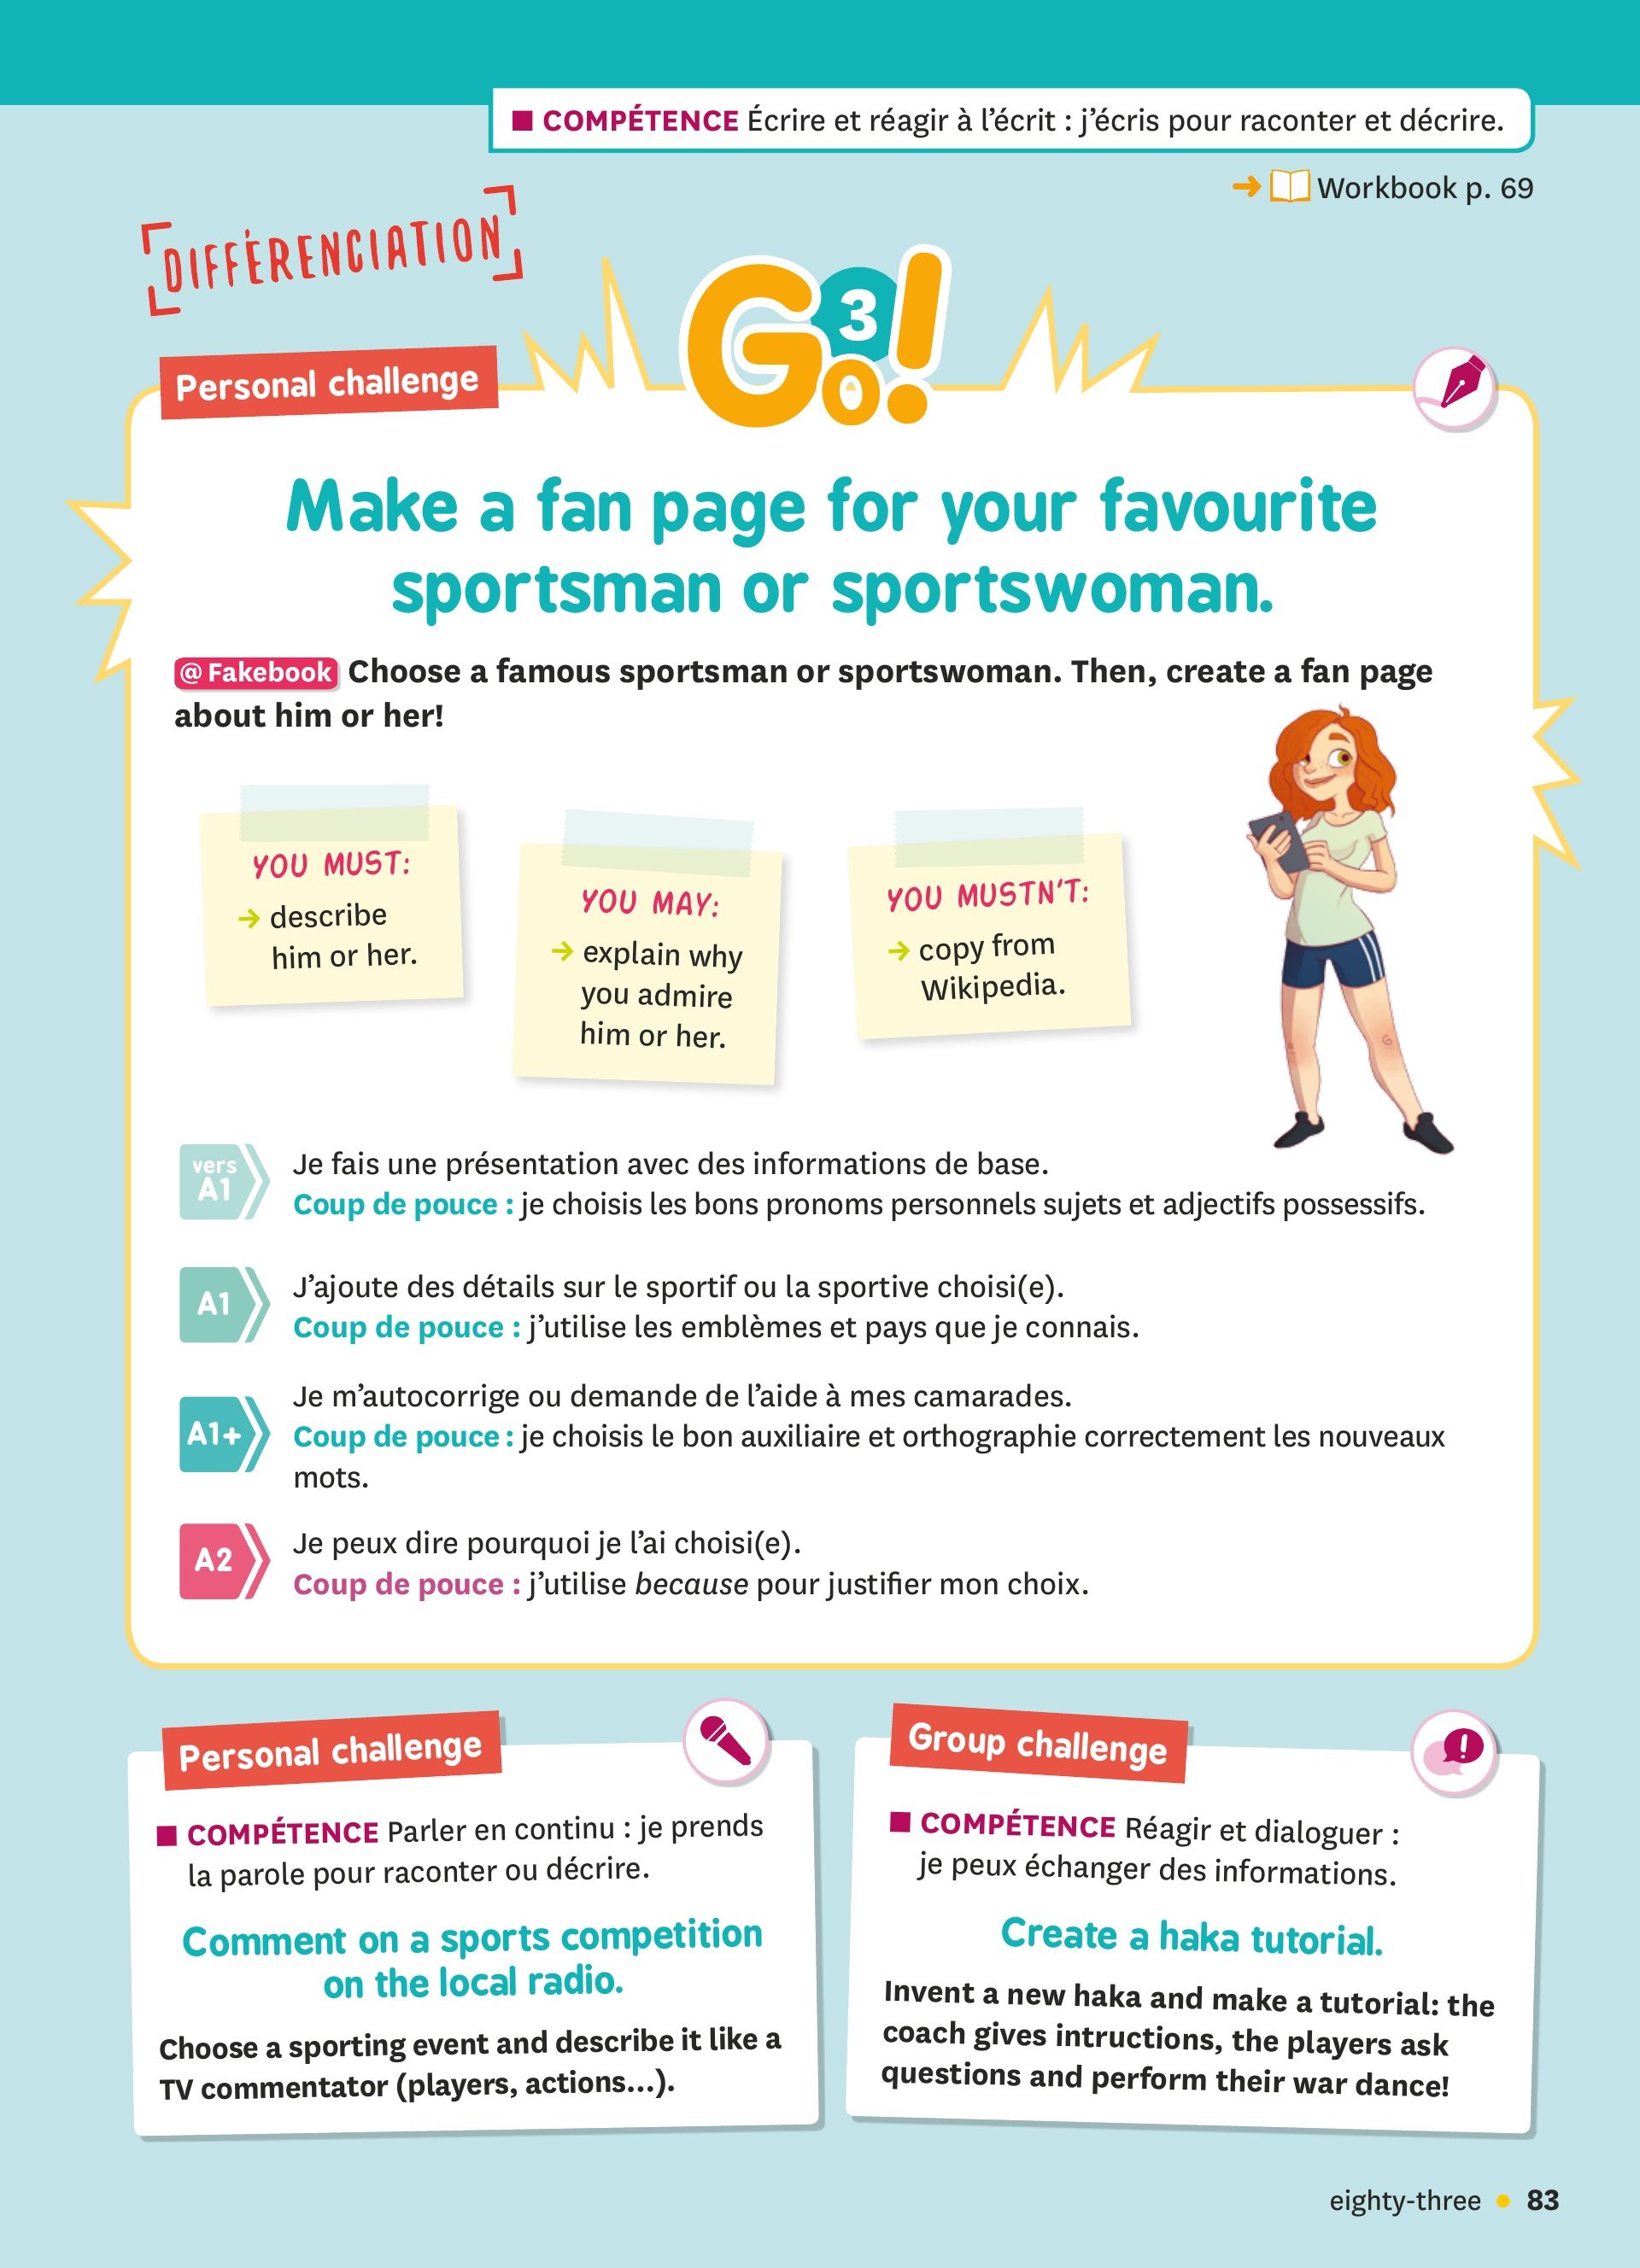 ■ COMPÉTENCE Écrire et réagir à l'écrit : j'écris pour raconter et décrire.
➜ Workbook p. 69
DIFFÉRENCIATION
Go! 3
Personal challenge
Make a fan page for your favourite
sportsman or sportswoman.
@ Fakebook Choose a famous sportsman or sportswoman. Then, create a fan page
about him or her!
YOU MUST:
→ describe
him or her.
YOU MAY:
→ explain why
you admire
him or her.
YOU MUSTN'T:
→ copy from
Wikipedia.
vers
A1
Je fais une présentation avec des informations de base.
Coup de pouce : je choisis les bons pronoms personnels sujets et adjectifs possessifs.
A1
J'ajoute des détails sur le sportif ou la sportive choisi(e).
Coup de pouce : j'utilise les emblèmes et pays que je connais.
A1+
Je m'autocorrige ou demande de l'aide à mes camarades.
Coup de pouce : je choisis le bon auxiliaire et orthographie correctement les nouveaux
mots.
A2
Je peux dire pourquoi je l'ai choisi(e).
Coup de pouce : j'utilise because pour justifier mon choix.
Personal challenge
■ COMPÉTENCE Parler en continu : je prends
la parole pour raconter ou décrire.
Comment on a sports competition
on the local radio.
Choose a sporting event and describe it like a
TV commentator (players, actions...).
Group challenge
■ COMPÉTENCE Réagir et dialoguer :
je peux échanger des informations.
Create a haka tutorial.
Invent a new haka and make a tutorial: the
coach gives intructions, the players ask
questions and perform their war dance!
eighty-three • 83